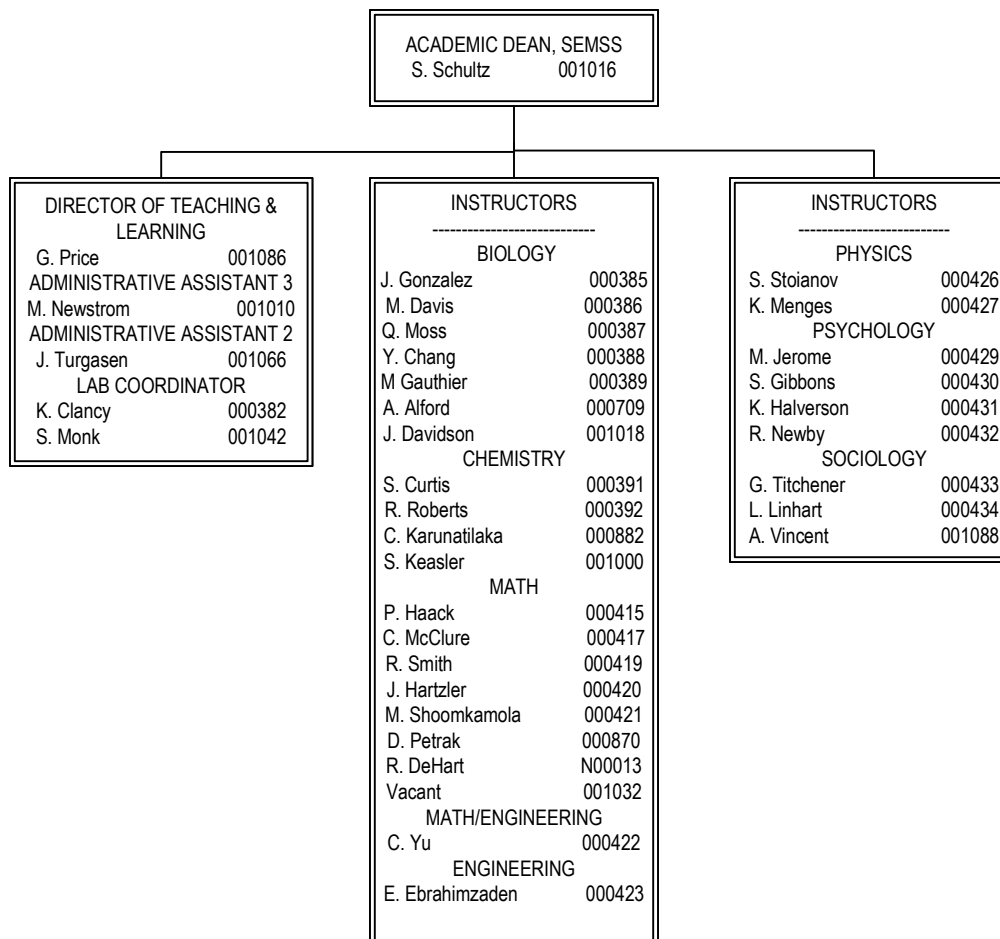 ACADEMIC DEAN, SEMSS
S. Schultz 001016
DIRECTOR OF TEACHING &
LEARNING
G. Price 001086
ADMINISTRATIVE ASSISTANT 3
M. Newstrom 001010
ADMINISTRATIVE ASSISTANT 2
J. Turgasen 001066
LAB COORDINATOR
K. Clancy 000382
S. Monk 001042
INSTRUCTORS
----------------------------
BIOLOGY
J. Gonzalez 000385
M. Davis 000386
Q. Moss 000387
Y. Chang 000388
M Gauthier 000389
A. Alford 000709
J. Davidson 001018
CHEMISTRY
S. Curtis 000391
R. Roberts 000392
C. Karunatilaka 000882
S. Keasler 001000
MATH
P. Haack 000415
C. McClure 000417
R. Smith 000419
J. Hartzler 000420
M. Shoomkamola 000421
D. Petrak 000870
R. DeHart N00013
Vacant 001032
MATH/ENGINEERING
C. Yu 000422
ENGINEERING
E. Ebrahimzaden 000423
INSTRUCTORS
--------------------------
PHYSICS
S. Stoianov 000426
K. Menges 000427
PSYCHOLOGY
M. Jerome 000429
S. Gibbons 000430
K. Halverson 000431
R. Newby 000432
SOCIOLOGY
G. Titchener 000433
L. Linhart 000434
A. Vincent 001088